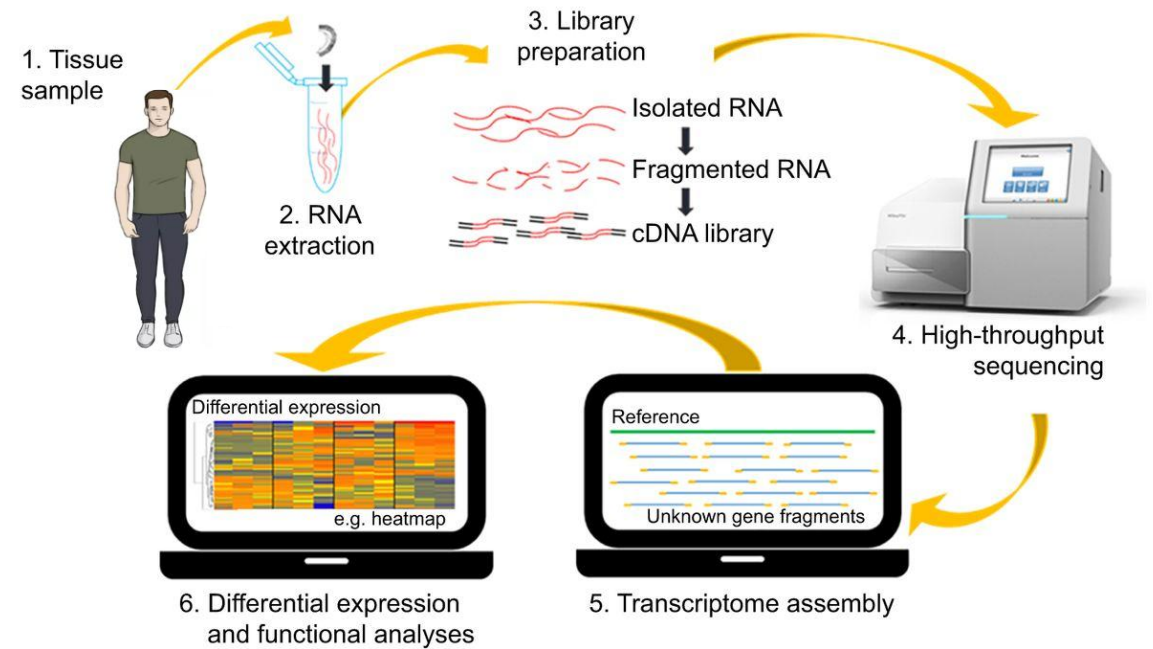 1. Tissue
sample
2. RNA
extraction
3. Library
preparation
Isolated RNA
Fragmented RNA
cDNA library
Welcome
4. High-throughput
sequencing
Reference
Unknown gene fragments
5. Transcriptome assembly
Differential expression
e.g. heatmap
6. Differential expression
and functional analyses